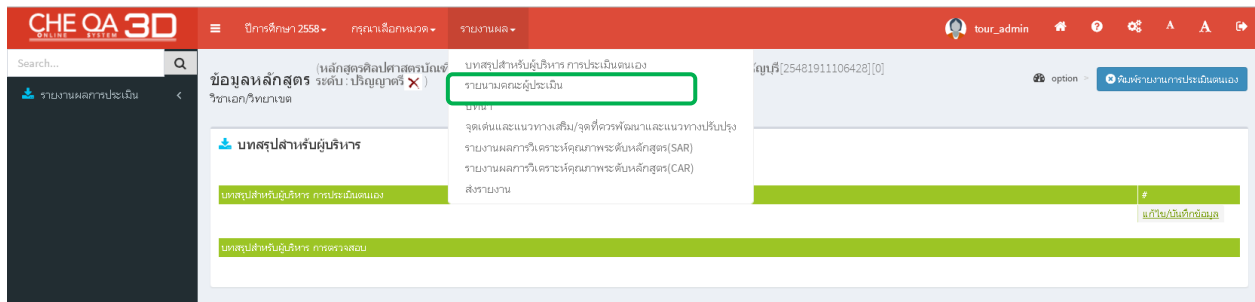 CHE QA 3D
ONLINE SYSTEM
ปีการศึกษา 2558
กรุณาเลือกหมวด
รายงานผล
tour_admin
A
A
Search...
รายงานผลการประเมิน
ข้อมูลหลักสูตร
(หลักสูตรศิลปศาสตรบัณฑิต
ระดับ : ปริญญาตรี X )
วิชาเอก/วิทยาเขต
[25481911106428][0]
option >
พิมพ์รายงานการประเมินตนเอง
บทสรุปสำหรับผู้บริหาร การประเมินตนเอง
รายนามคณะผู้ประเมิน
บทนำ
จุดเด่นและแนวทางเสริม/จุดที่ควรพัฒนาและแนวทางปรับปรุง
รายงานผลการวิเคราะห์คุณภาพระดับหลักสูตร(SAR)
รายงานผลการวิเคราะห์คุณภาพระดับหลักสูตร(CAR)
ส่งรายงาน
บทสรุปสำหรับผู้บริหาร
บทสรุปสำหรับผู้บริหาร การประเมินตนเอง
#
แก้ไข/บันทึกข้อมูล
บทสรุปสำหรับผู้บริหาร การตรวจสอบ